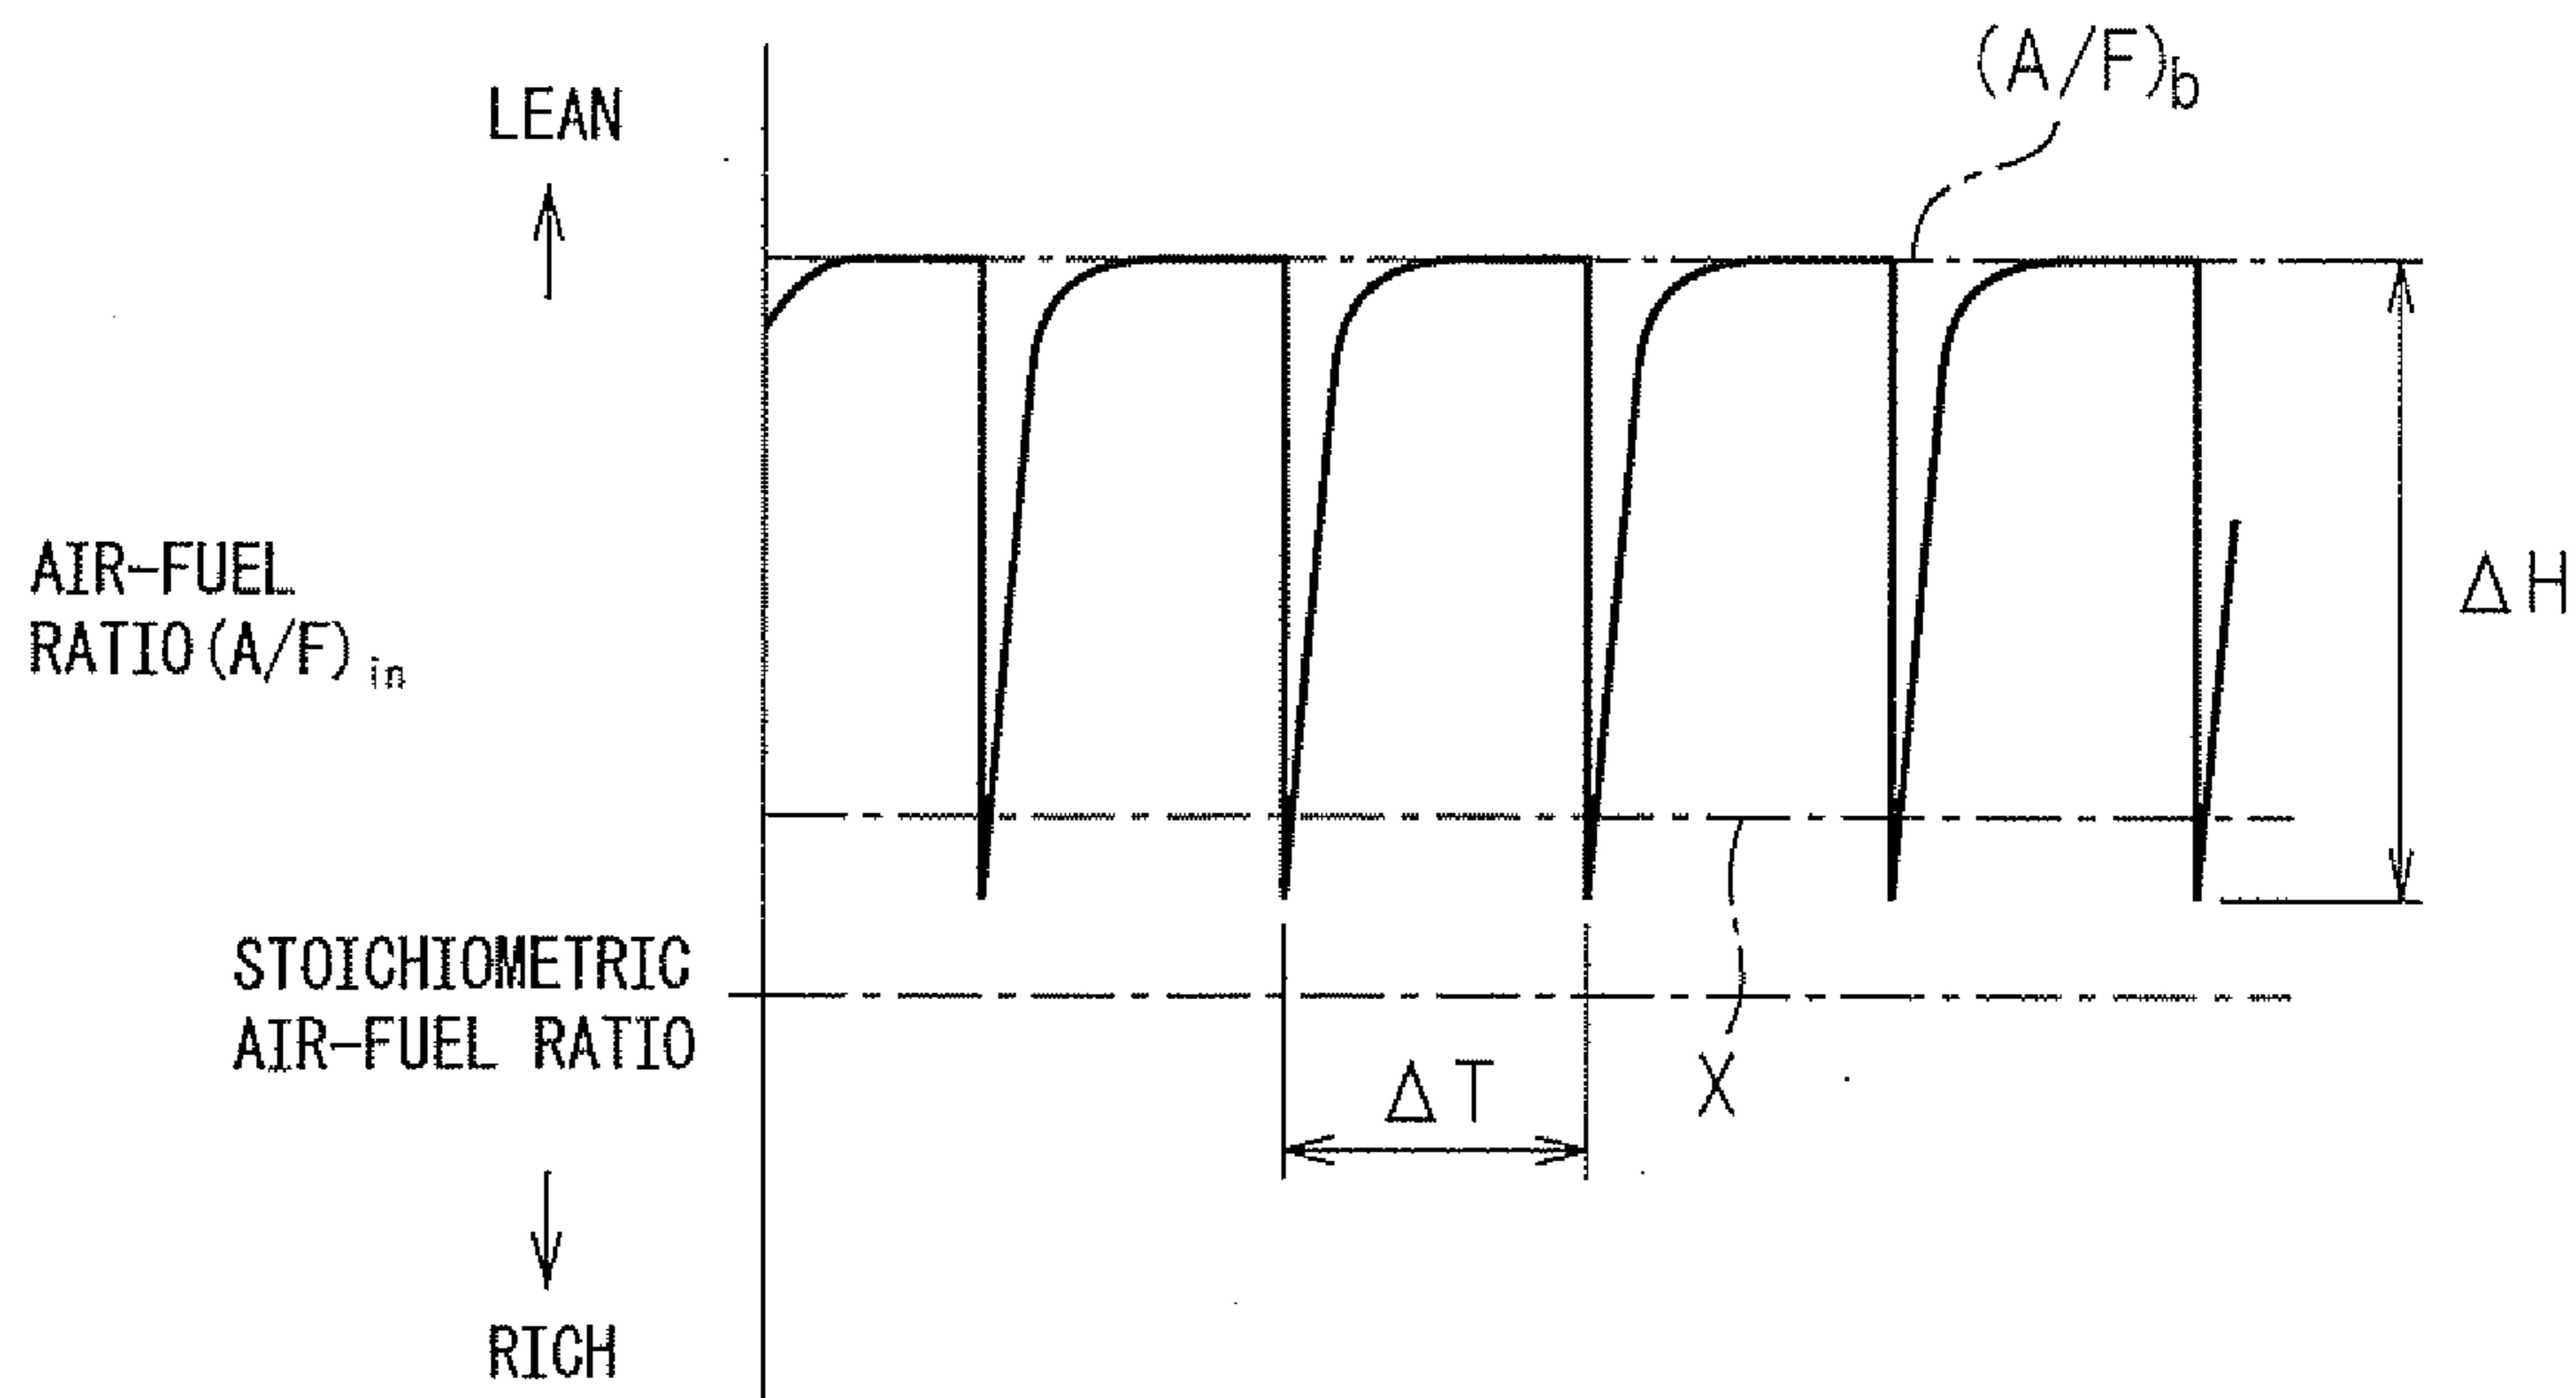 (A/F)b
LEAN
AIR-FUEL
RATIO(A/F)in
ΔH
STOICHIOMETRIC
AIR-FUEL RATIO
ΔT
X
RICH